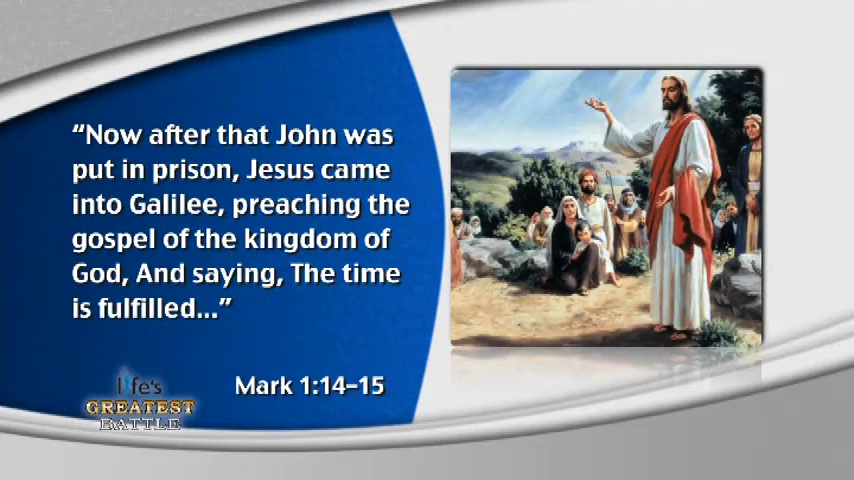 “Now after that John was
put in prison, Jesus came
into Galilee, preaching the
gospel of the kingdom of
God, And saying, The time
is fulfilled...”
Mark 1:14–15
life's
GREATEST
BATTLE